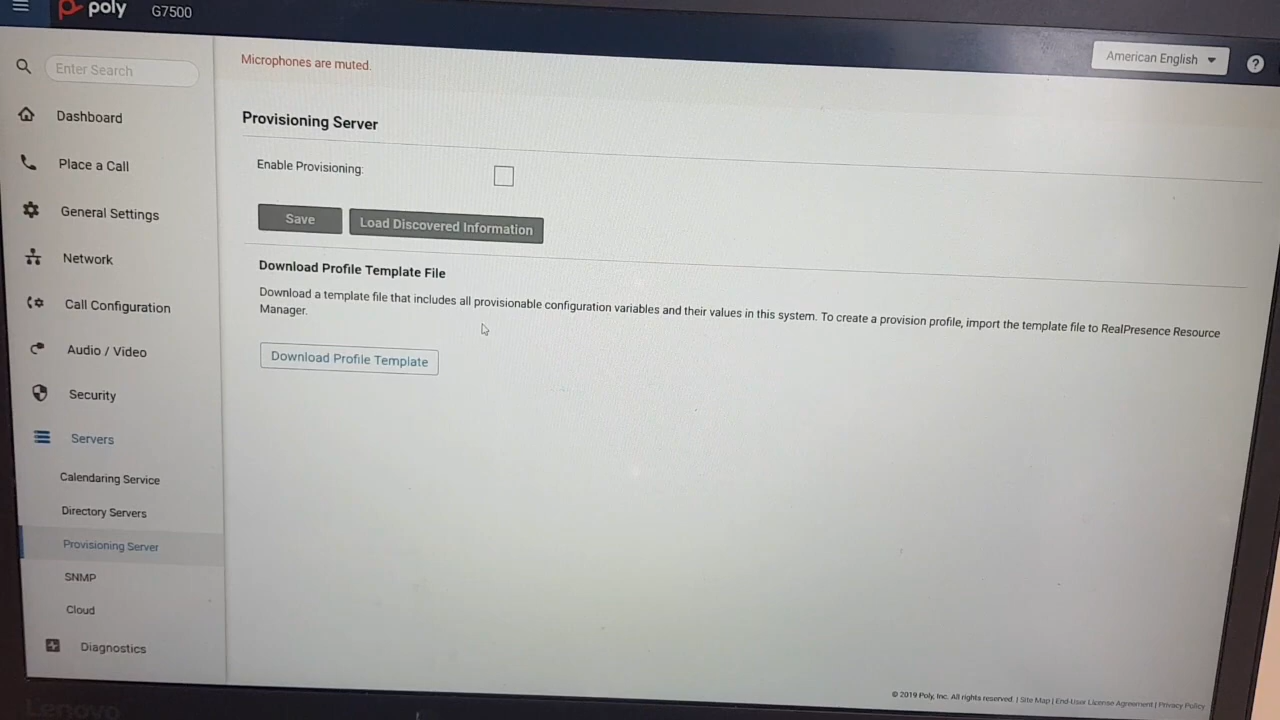 poly G7500
Enter Search
American English
Microphones are muted.
Dashboard
Place a Call
General Settings
Network
Call Configuration
Audio / Video
Security
Servers
Calendaring Service
Directory Servers
Provisioning Server
SNMP
Cloud
Diagnostics
Provisioning Server
Enable Provisioning:
Save
Load Discovered Information
Download Profile Template File
Download a template file that includes all provisionable configuration variables and their values in this system. To create a provision profile, import the template file to RealPresence Resource
Manager.
Download Profile Template
© 2019 Poly, Inc. All rights reserved. | Site Map | End-User License Agreement | Privacy Policy
Lenovo